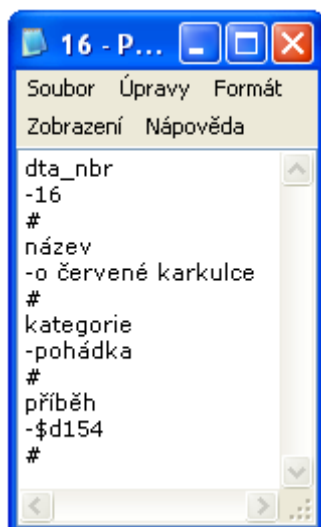 16 - P...
Soubor Úpravy Formát
Zobrazení Nápověda
dta_nbr
-16
#
název
-o červené karkulce
#
kategorie
-pohádka
#
příběh
-$d154
#